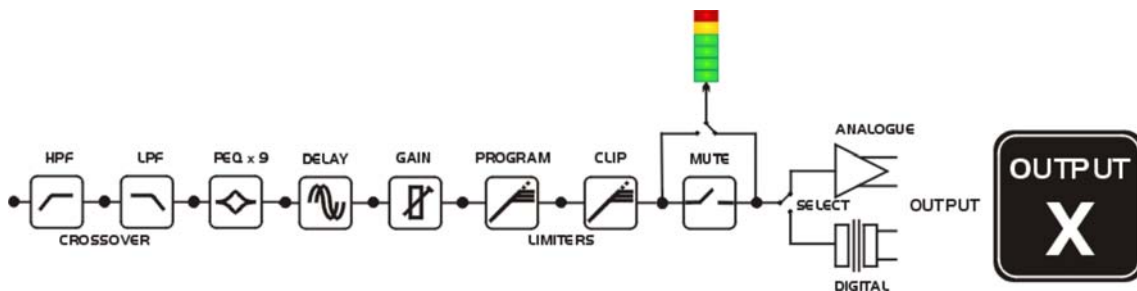 ANALOGUE
HPF LPF PEQ x 9 DELAY GAIN PROGRAM CLIP MUTE
OUTPUT
X
SELECT OUTPUT
CROSSOVER LIMITERS
DIGITAL